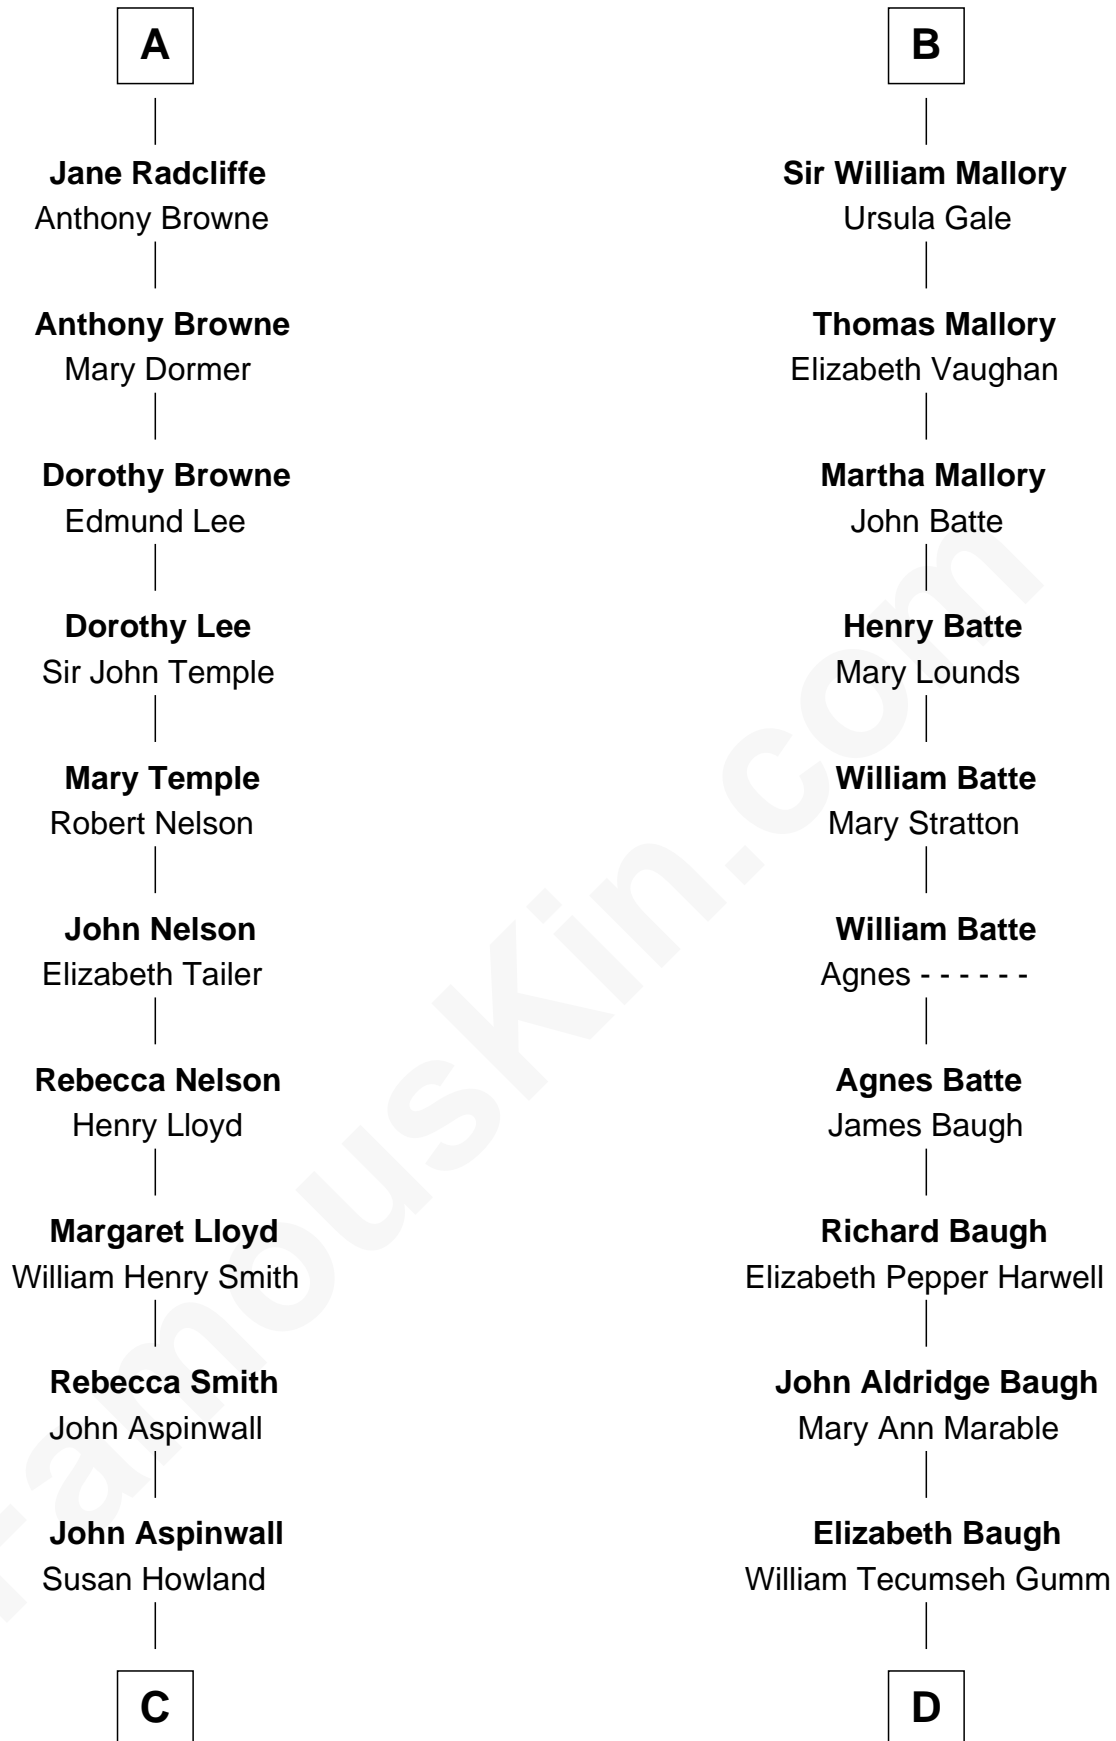 A
Jane Radcliffe
Anthony Browne
Anthony Browne
Mary Dormer
Dorothy Browne
Edmund Lee
Dorothy Lee
Sir John Temple
Mary Temple
Robert Nelson
John Nelson
Elizabeth Tailer
Rebecca Nelson
Henry Lloyd
Margaret Lloyd
William Henry Smith
Rebecca Smith
John Aspinwall
John Aspinwall
Susan Howland
C
B
Sir William Mallory
Ursula Gale
Thomas Mallory
Elizabeth Vaughan
Martha Mallory
John Batte
Henry Batte
Mary Lounds
William Batte
Mary Stratton
William Batte
Agnes - - - - - -
Agnes Batte
James Baugh
Richard Baugh
Elizabeth Pepper Harwell
John Aldridge Baugh
Mary Ann Marable
Elizabeth Baugh
William Tecumseh Gumm
D
FamousKin.com